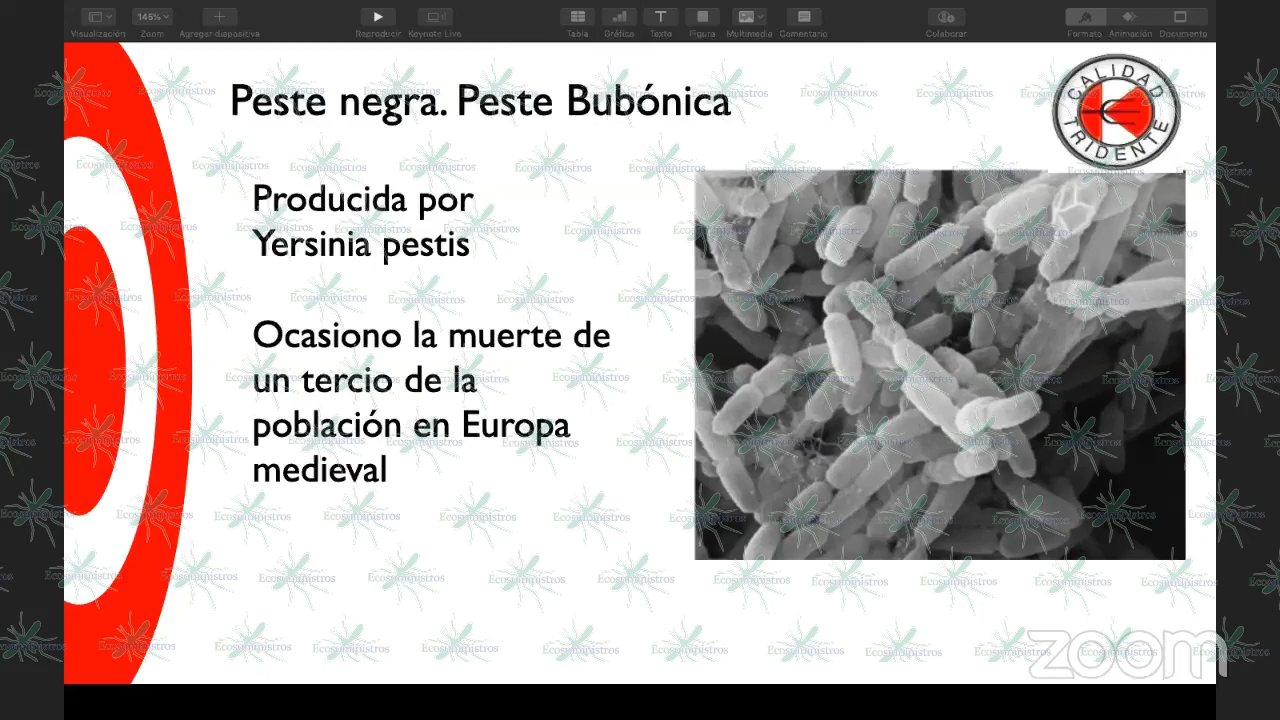 145%
Visualización Zoom Agregar diapositiva Reproducir Keynote Live Tabla Gráfica Texto Figura Multimedia Comentario Colaborar Formato Animación Documento
Peste negra. Peste Bubónica
CALIDAD
TRIDENTE
Producida por
Yersinia pestis
Ocasiono la muerte de
un tercio de la
población en Europa
medieval
Ecosuministros
zoom